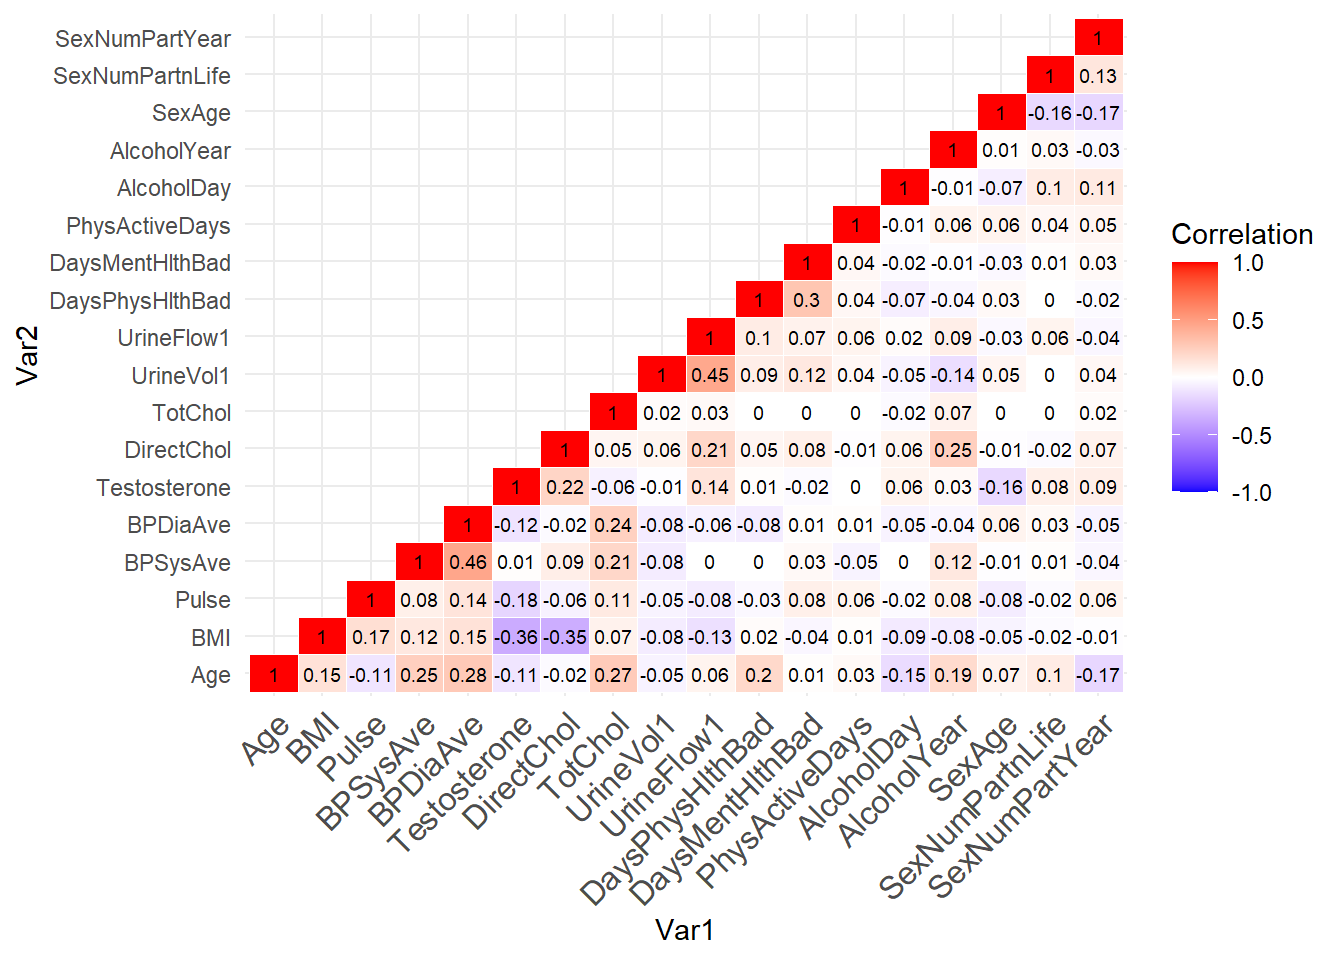 SexNumPartYear 1
SexNumPartnLife 1 0.13
SexAge 1 -0.16 -0.17
AlcoholYear 1 0.01 0.03 -0.03
AlcoholDay 1 -0.01 -0.07 0.1 0.11
PhysActiveDays 1 -0.01 0.06 0.06 0.04 0.05
DaysMentHlthBad 1 0.04 -0.02 -0.01 -0.03 0.01 0.03
DaysPhysHlthBad 1 0.3 0.04 -0.07 -0.04 0.03 0 -0.02
UrineFlow1 1 0.1 0.07 0.06 0.02 0.09 -0.03 0.06 -0.04
UrineVol1 1 0.45 0.09 0.12 0.04 -0.05 -0.14 0.05 0 0.04
TotChol 1 0.02 0.03 0 0 0 -0.02 0.07 0 0 0.02
DirectChol 1 0.05 0.06 0.21 0.05 0.08 -0.01 0.06 0.25 -0.01 -0.02 0.07
Testosterone 1 0.22 -0.06 -0.01 0.14 0.01 -0.02 0 0.06 0.03 -0.16 0.08 0.09
BPDiaAve 1 -0.12 -0.02 0.24 -0.08 -0.06 -0.08 0.01 0.01 -0.05 -0.04 0.06 0.03 -0.05
BPSysAve 1 0.46 0.01 0.09 0.21 -0.08 0 0 0.03 -0.05 0 0.12 -0.01 0.01 -0.04
Pulse 1 0.08 0.14 -0.18 -0.06 0.11 -0.05 -0.08 -0.03 0.08 0.06 -0.02 0.08 -0.08 -0.02 0.06
BMI 1 0.17 0.12 0.15 -0.36 -0.35 0.07 -0.08 -0.13 0.02 -0.04 0.01 -0.09 -0.08 -0.05 -0.02 -0.01
Age 1 0.15 -0.11 0.25 0.28 -0.11 -0.02 0.27 -0.05 0.06 0.2 0.01 0.03 -0.15 0.19 0.07 0.1 -0.17
Var2
Age
BMI
Pulse
BPSysAve
BPDiaAve
Testosterone
DirectChol
TotChol
UrineVol1
UrineFlow1
DaysPhysHlthBad
DaysMentHlthBad
PhysActiveDays
AlcoholDay
AlcoholYear
SexAge
SexNumPartnLife
SexNumPartYear
Var1
Correlation
1.0
0.5
0.0
-0.5
-1.0